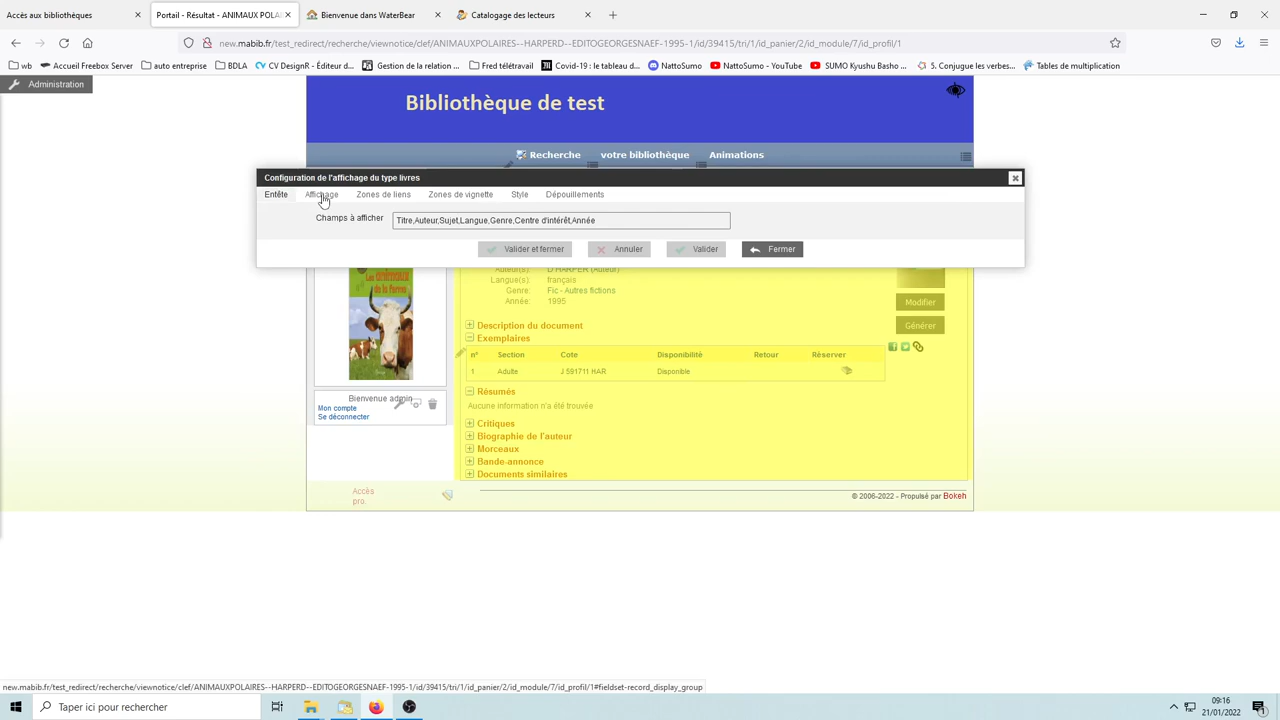 Accès aux bibliothèques
Portail - Résultat - ANIMAUX POLAI
Bienvenue dans WaterBear
Catalogage des lecteurs
new.mabib.fr/test_redirect/recherche/viewnotice/clef/ANIMAUXPOLAIRES--HARPERD--EDITOGEORGESNAEF-1995-1/id/39415/tri/1/id_panier/2/id_module/7/id_profil/1
wb
Accueil Freebox Server
auto entreprise
BDLA
CV DesignR - Éditeur d...
Gestion de la relation ...
Fred télétravail
Covid-19 : le tableau d...
NattoSumo
NattoSumo - YouTube
SUMO Kyushu Basho ...
5. Conjugue les verbes...
Tables de multiplication
Administration
Bibliothèque de test
Recherche
votre bibliothèque
Animations
Configuration de l'affichage du type livres
Entête
Affichage
Zones de liens
Zones de vignette
Style
Dépouillements
Champs à afficher
Titre,Auteur,Sujet,Langue,Genre,Centre d'intérêt,Année
Valider et fermer
Annuler
Valider
Fermer
Les animaux
de la ferme
Auteur(s): D HARPER (Auteur)
Langue(s): français
Genre: Fic - Autres fictions
Année: 1995
Modifier
Générer
Description du document
Exemplaires
n° Section Cote Disponibilité Retour Réserver
1 Adulte J 591711 HAR Disponible
Résumés
Aucune information n'a été trouvée
Critiques
Biographie de l'auteur
Morceaux
Bande-annonce
Documents similaires
Bienvenue admin
Mon compte
Se déconnecter
Accès
pro.
© 2006-2022 - Propulsé par Bokeh
new.mabib.fr/test_redirect/recherche/viewnotice/clef/ANIMAUXPOLAIRES--HARPERD--EDITOGEORGESNAEF-1995-1/id/39415/tri/1/id_panier/2/id_module/7/id_profil/1#fieldset-record_display_group
Taper ici pour rechercher
09:16
21/01/2022